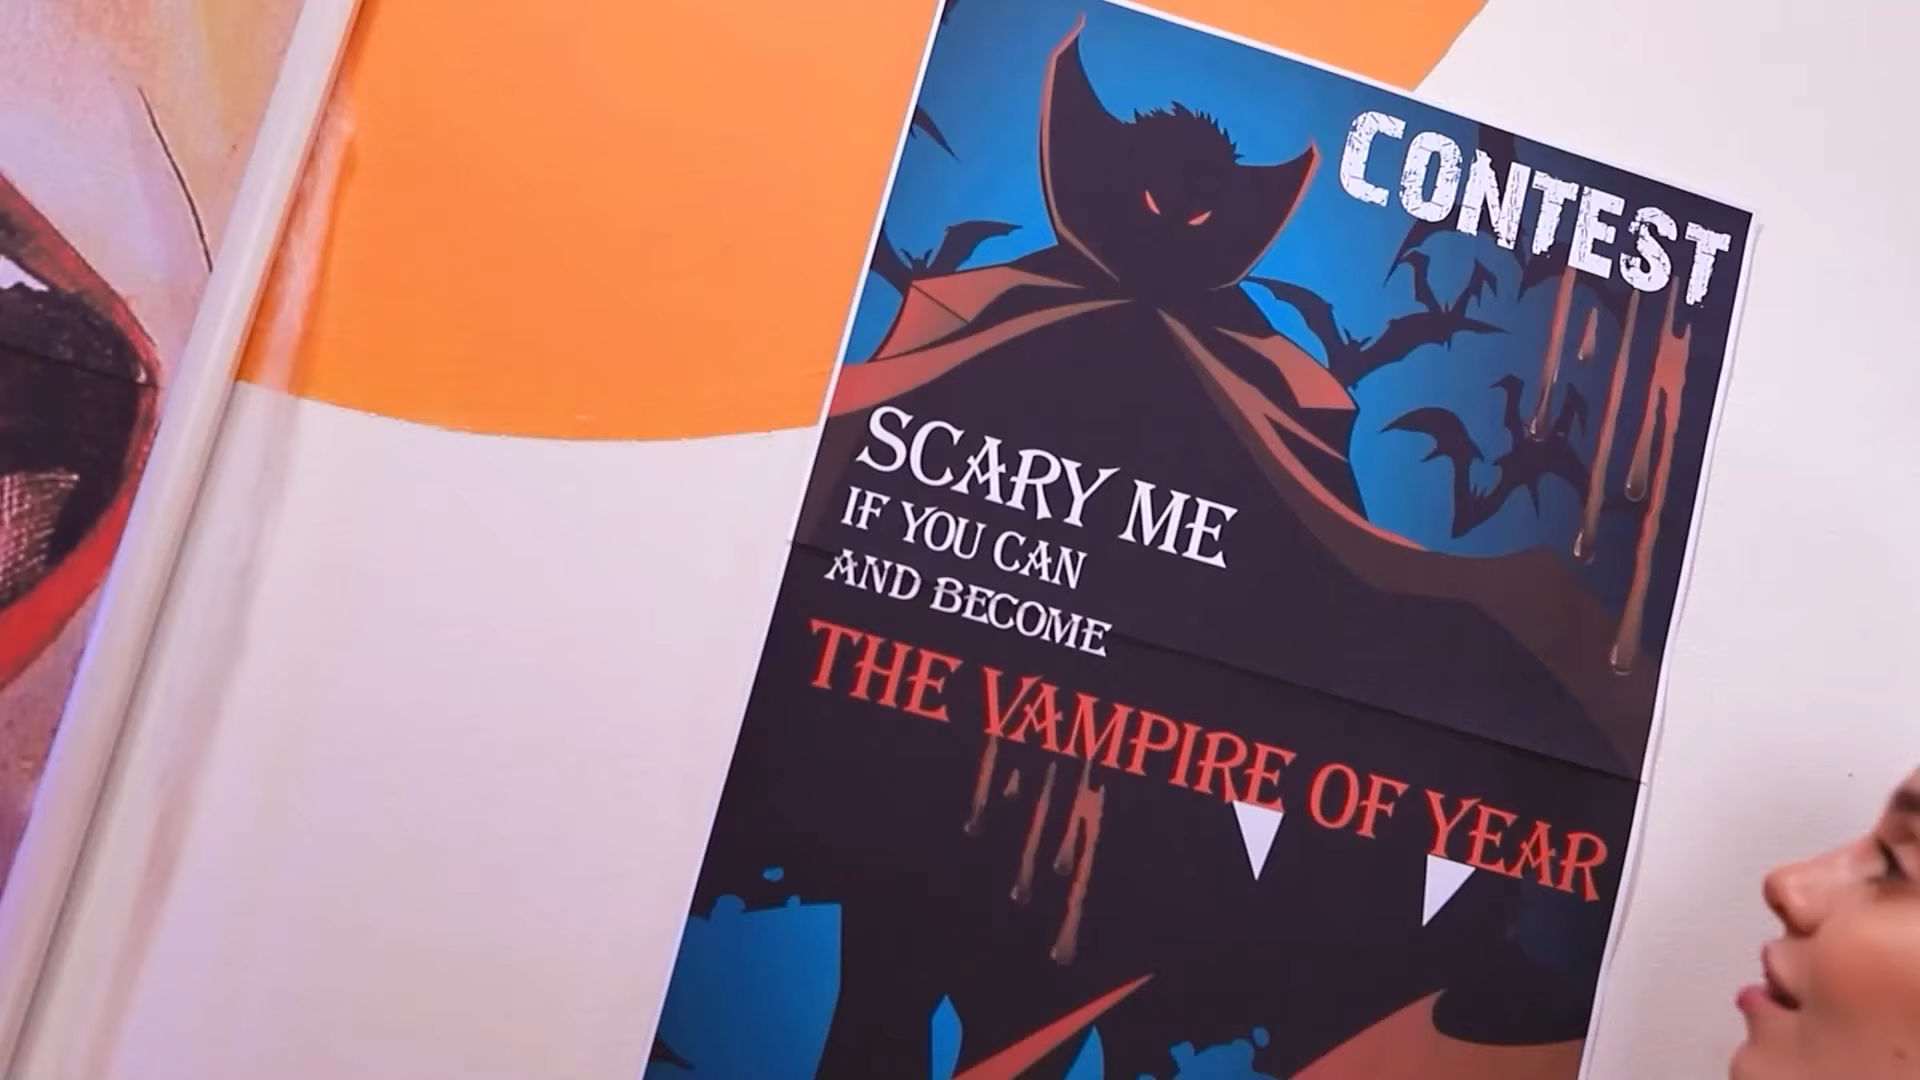 CONTEST
SCARY ME
IF YOU CAN
AND BECOME
THE VAMPIRE OF YEAR